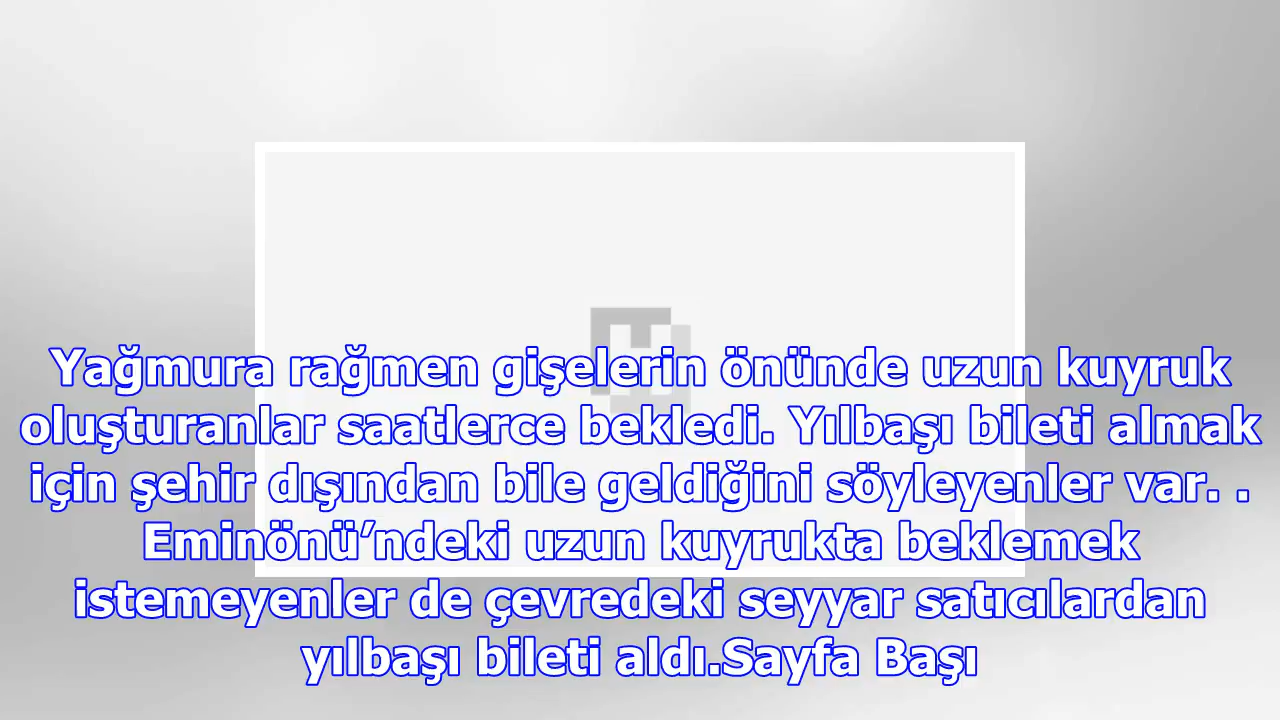 Yağmura rağmen gişelerin önünde uzun kuyruk
oluşturanlar saatlerce bekledi. Yılbaşı bileti almak
için şehir dışından bile geldiğini söyleyenler var. .
Eminönü’ndeki uzun kuyrukta beklemek
istemeyenler de çevredeki seyyar satıcılardan
yılbaşı bileti aldı.Sayfa Başı